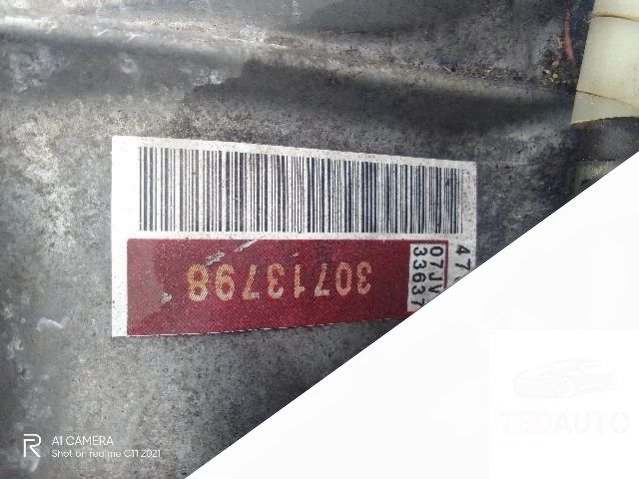 30713798
47
07JV
33637
AI CAMERA
Shot on realme C11 2021
TEDAUTO